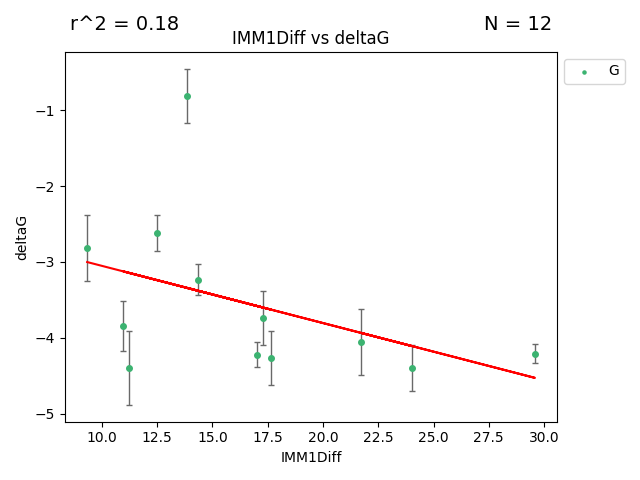 r^2 = 0.18
N = 12
IMM1Diff vs deltaG
G
−1
−2
−3
−4
−5
deltaG
10.0 12.5 15.0 17.5 20.0 22.5 25.0 27.5 30.0
IMM1Diff